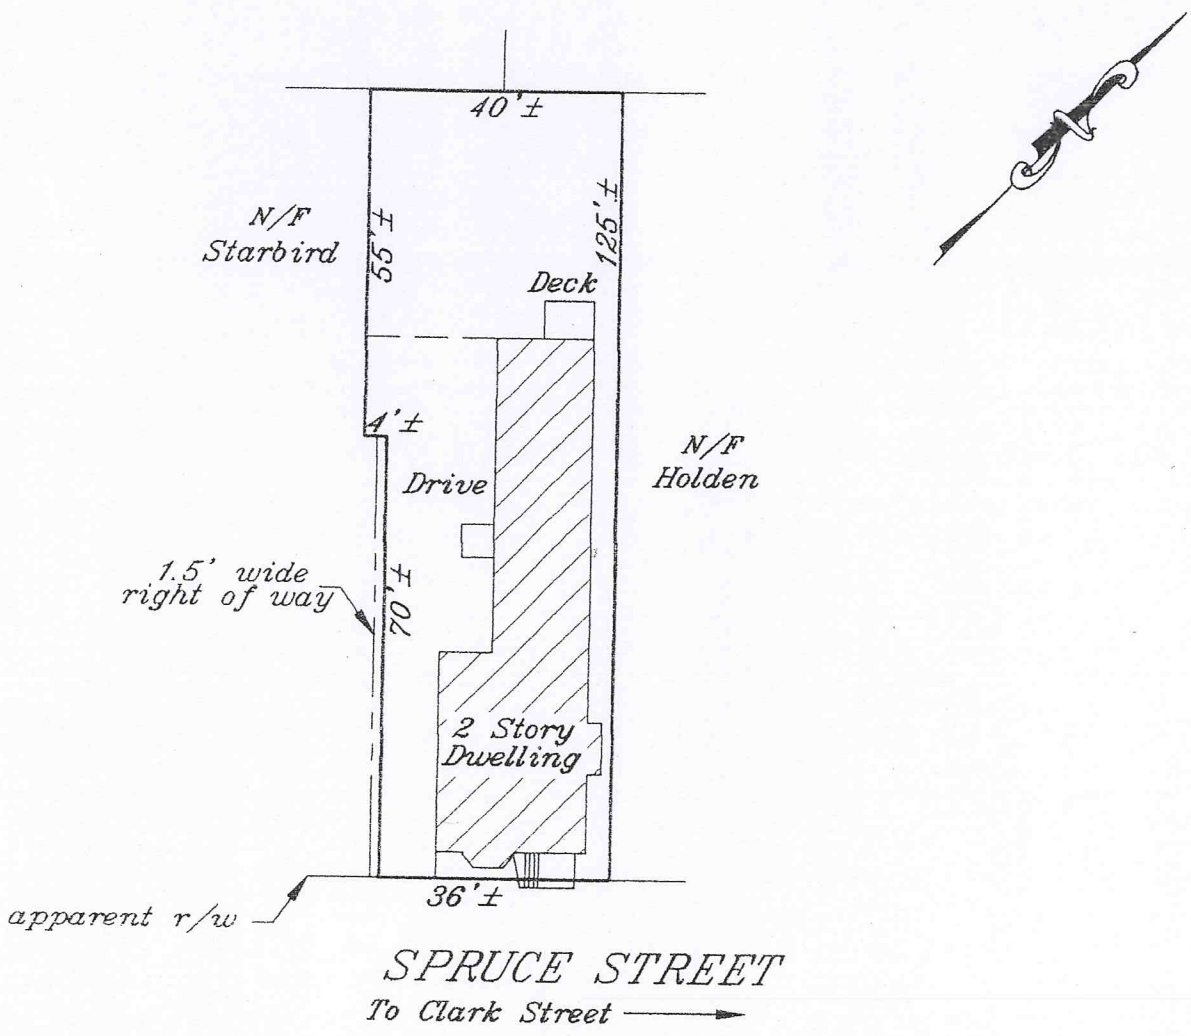 40'±
N/F
Starbird
55'±
125'±
Deck
4'±
N/F
Holden
Drive
1.5' wide
right of way
70'±
2 Story
Dwelling
36'±
apparent r/w
SPRUCE STREET
To Clark Street